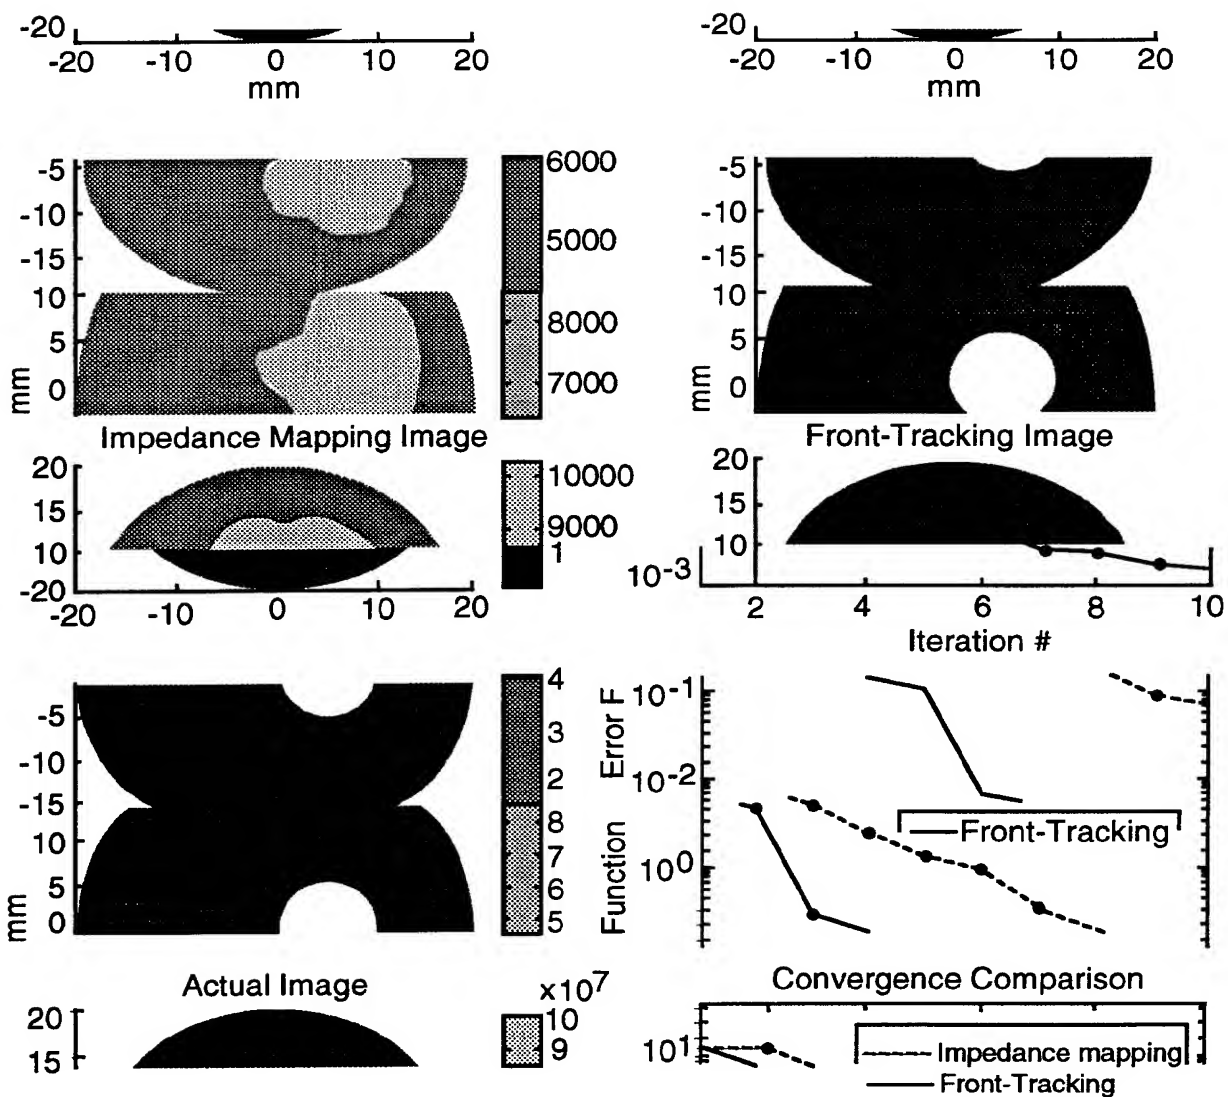 -20 -20
-20 -10 0 10 20 -20 -10 0 10 20
mm mm
-5 6000 -5
-10 5000 -10
-15 -15
10 8000 10
5 7000 5
0 0
mm mm
Impedance Mapping Image Front-Tracking Image
20 10000 20
15 9000 15
10 1 10
-20 10-3
-20 -10 0 10 20 2 4 6 8 10
Iteration #
4 10-1
-5 3 Error F
-10 2 10-2
-15
10 8 Function Front-Tracking
7 100
5 6
0 5
mm
Actual Image x107 Convergence Comparison
20 10
15 9 101 Impedance mapping
Front-Tracking